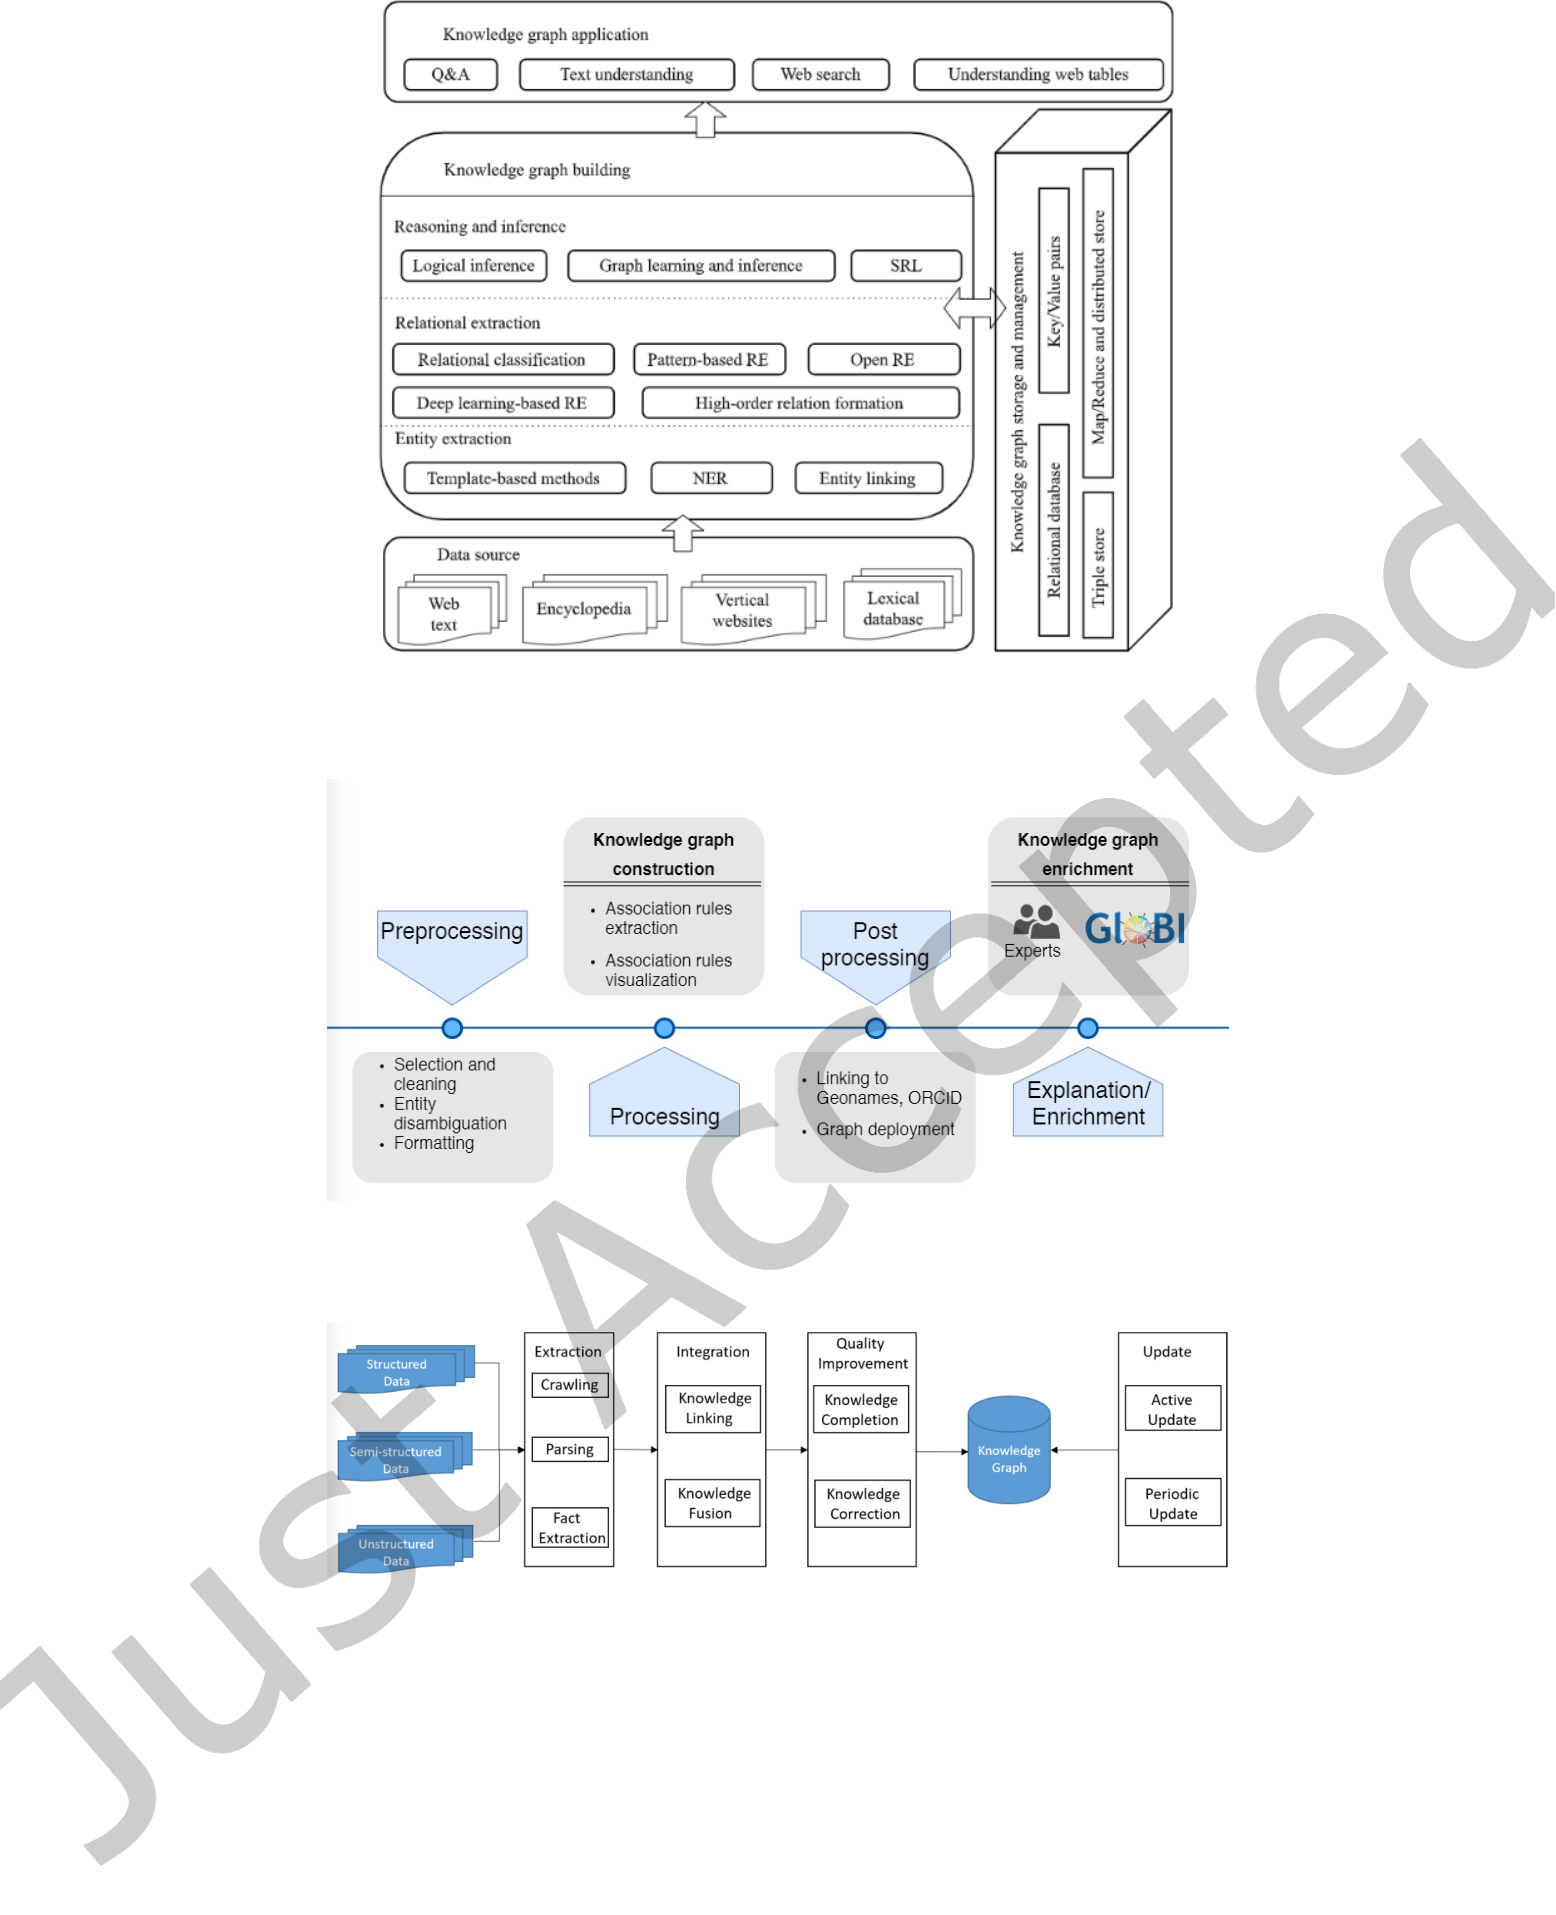 Knowledge graph application
Q&A
Text understanding
Web search
Understanding web tables
Knowledge graph building
Reasoning and inference
Logical inference
Graph learning and inference
SRL
Relational extraction
Relational classification
Pattern-based RE
Open RE
Deep learning-based RE
High-order relation formation
Entity extraction
Template-based methods
NER
Entity linking
Knowledge graph storage and management
Key/Value pairs
Relational database
Map/Reduce and distributed store
Triple store
Data source
Web
text
Encyclopedia
Vertical
websites
Lexical
database
Knowledge graph
construction
• Association rules
extraction
• Association rules
visualization
Knowledge graph
enrichment
Experts
GloBI
Preprocessing
Post
processing
• Selection and
cleaning
• Entity
disambiguation
• Formatting
Processing
• Linking to
Geonames, ORCID
• Graph deployment
Explanation/
Enrichment
Structured
Data
Semi-structured
Data
Unstructured
Data
Extraction
Crawling
Parsing
Fact
Extraction
Integration
Knowledge
Linking
Knowledge
Fusion
Quality
Improvement
Knowledge
Completion
Knowledge
Correction
Knowledge
Graph
Update
Active
Update
Periodic
Update
Just Accepted